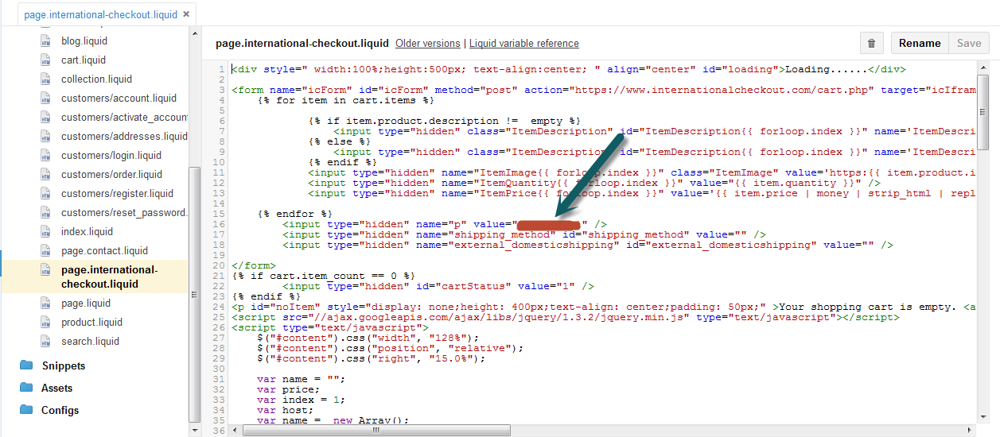 page.international-checkout.liquid ×
blog.liquid
cart.liquid
collection.liquid
customers/account.liquid
customers/activate_accoun
customers/addresses.liquid
customers/login.liquid
customers/order.liquid
customers/register.liquid
customers/reset_password.
index.liquid
page.contact.liquid
page.international-
checkout.liquid
page.liquid
product.liquid
search.liquid
Snippets
Assets
Configs
page.international-checkout.liquid Older versions | Liquid variable reference Rename Save
1 <div style=" width:100%;height:500px; text-align:center; " align="center" id="loading">Loading......</div>
2
3 <form name="icForm" id="icForm" method="post" action="https://www.internationalcheckout.com/cart.php" target="icIfram
4 {% for item in cart.items %}
5
6 {% if item.product.description != empty %}
7 <input type="hidden" class="ItemDescription" id="ItemDescription{{ forloop.index }}" name='ItemDescri
8 {% else %}
9 <input type="hidden" class="ItemDescription" id="ItemDescription{{ forloop.index }}" name='ItemDescri
10 {% endif %}
11 <input type="hidden" name="ItemImage{{ forloop.index }}" class="ItemImage" value='https:{{ item.product.i
12 <input type="hidden" name="ItemQuantity{{ forloop.index }}" value="{{ item.quantity }}" />
13 <input type="hidden" name="ItemPrice{{ forloop.index }}" value='{{ item.price | money | strip_html | repl
14
15 {% endfor %}
16 <input type="hidden" name="p" value=" " />
17 <input type="hidden" name="shipping_method" id="shipping_method" value="" />
18 <input type="hidden" name="external_domesticshipping" id="external_domesticshipping" value="" />
19
20 </form>
21 {% if cart.item_count == 0 %}
22 <input type="hidden" id="cartStatus" value="1" />
23 {% endif %}
24 <p id="noItem" style="display: none;height: 400px;text-align: center;padding: 50px;" >Your shopping cart is empty. <a
25 <script src="//ajax.googleapis.com/ajax/libs/jquery/1.3.2/jquery.min.js" type="text/javascript"></script>
26 <script type="text/javascript">
27 $("#content").css("width", "128%");
28 $("#content").css("position", "relative");
29 $("#content").css("right", "15.0%");
30
31 var name = "";
32 var price;
33 var index = 1;
34 var host;
35 var name = new Array();
36